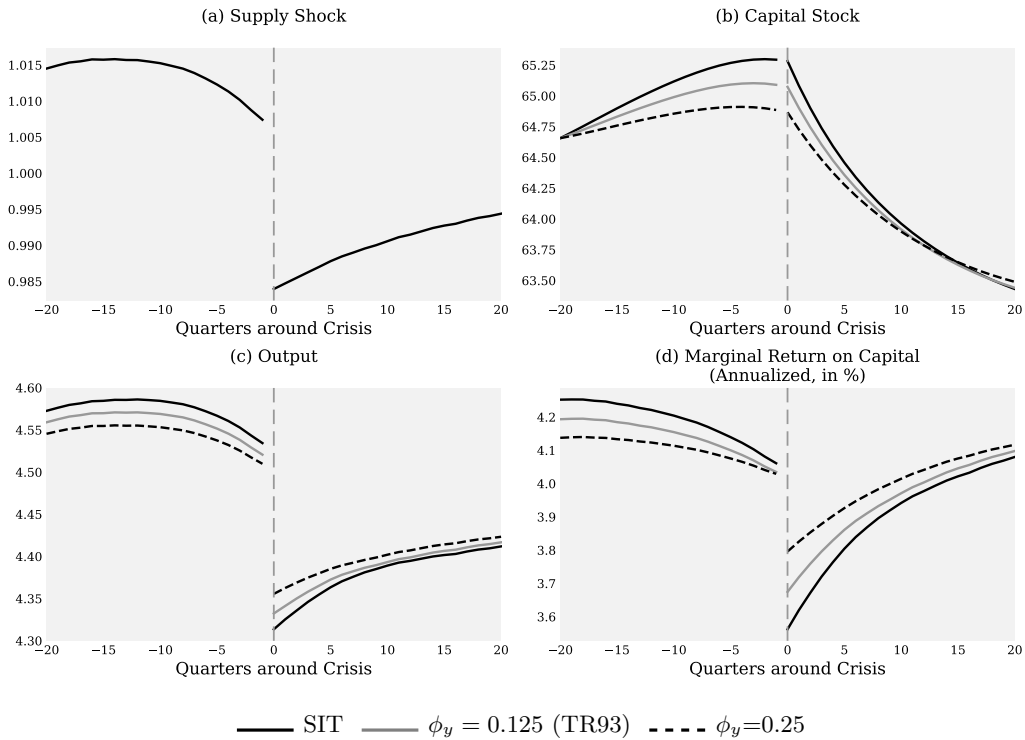 (a) Supply Shock
1.015
1.010
1.005
1.000
0.995
0.990
0.985
−20 −15 −10 −5 0 5 10 15 20
Quarters around Crisis
(b) Capital Stock
65.25
65.00
64.75
64.50
64.25
64.00
63.75
63.50
−20 −15 −10 −5 0 5 10 15 20
Quarters around Crisis
(c) Output
4.60
4.55
4.50
4.45
4.40
4.35
4.30
−20 −15 −10 −5 0 5 10 15 20
Quarters around Crisis
(d) Marginal Return on Capital
(Annualized, in %)
4.2
4.1
4.0
3.9
3.8
3.7
3.6
−20 −15 −10 −5 0 5 10 15 20
Quarters around Crisis
SIT ϕy = 0.125 (TR93) ϕy=0.25